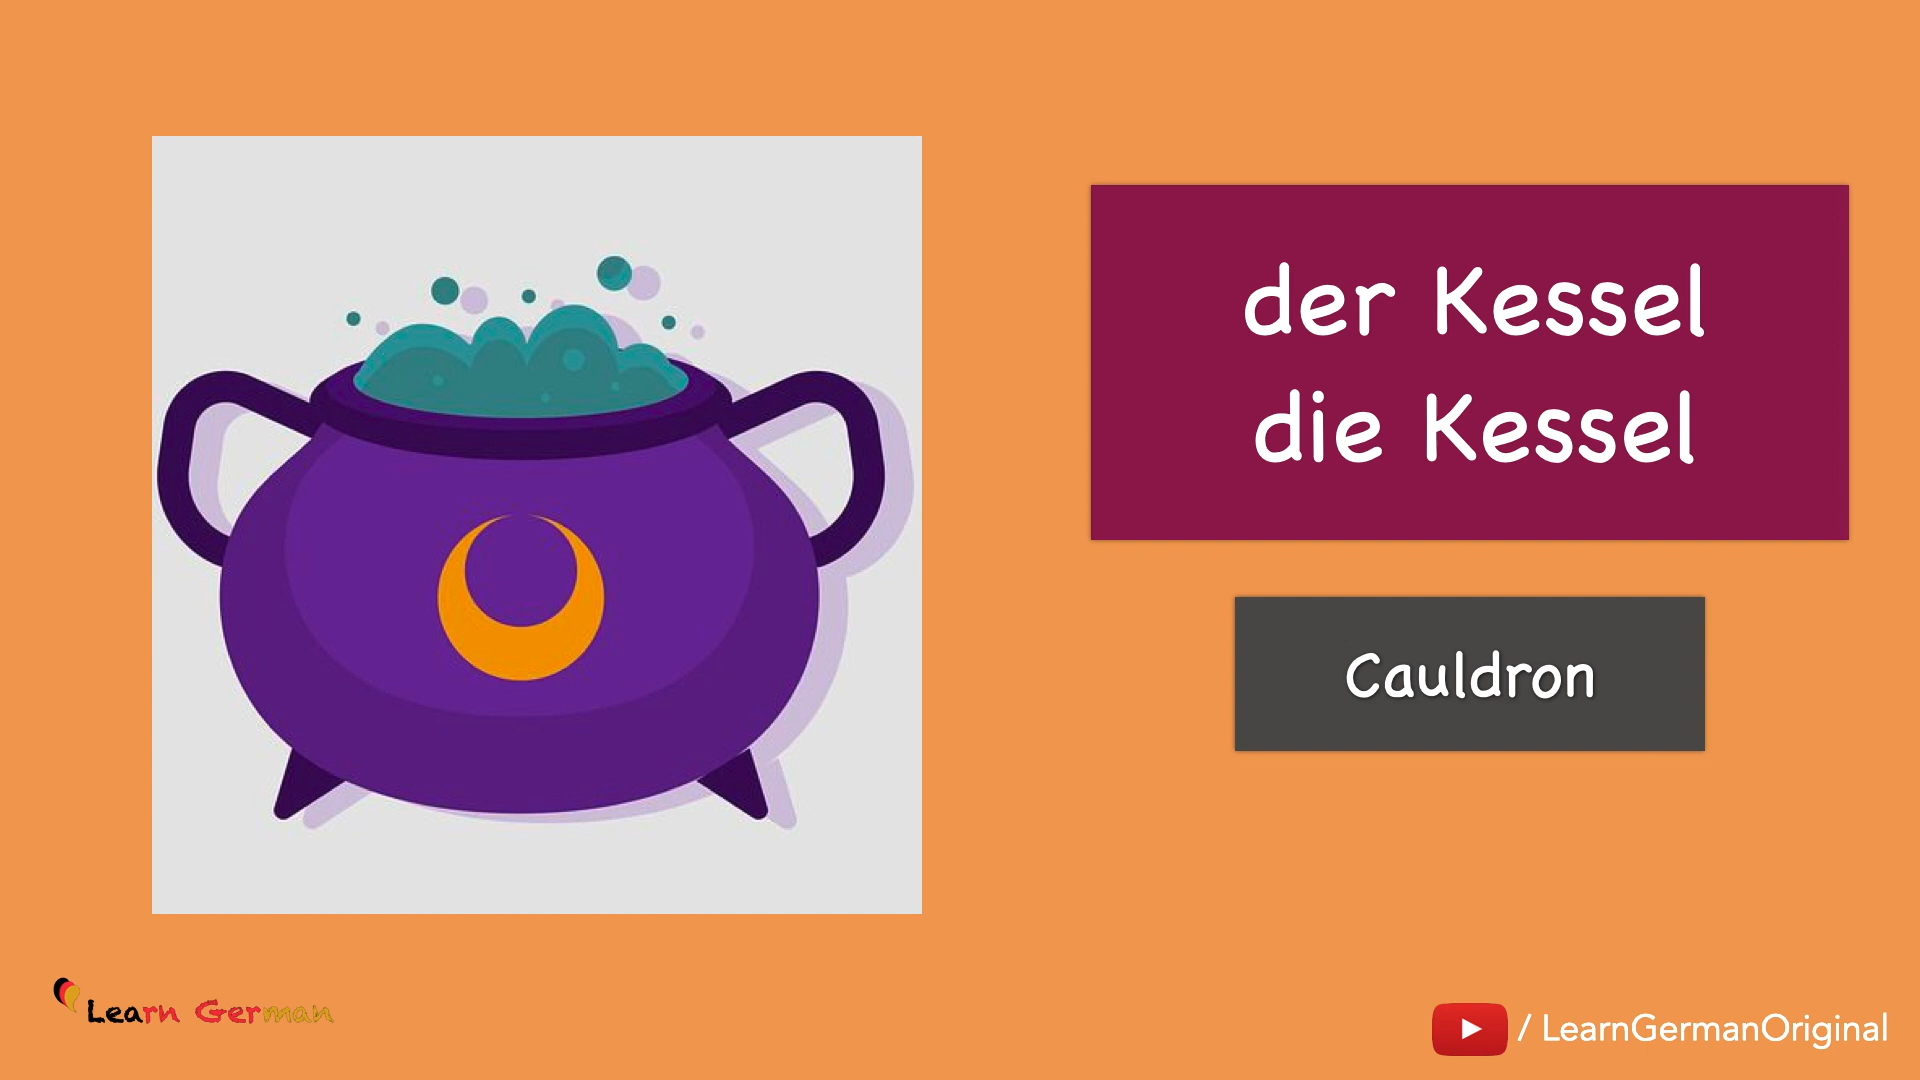 der Kessel
die Kessel
Cauldron
Learn German
/ LearnGermanOriginal